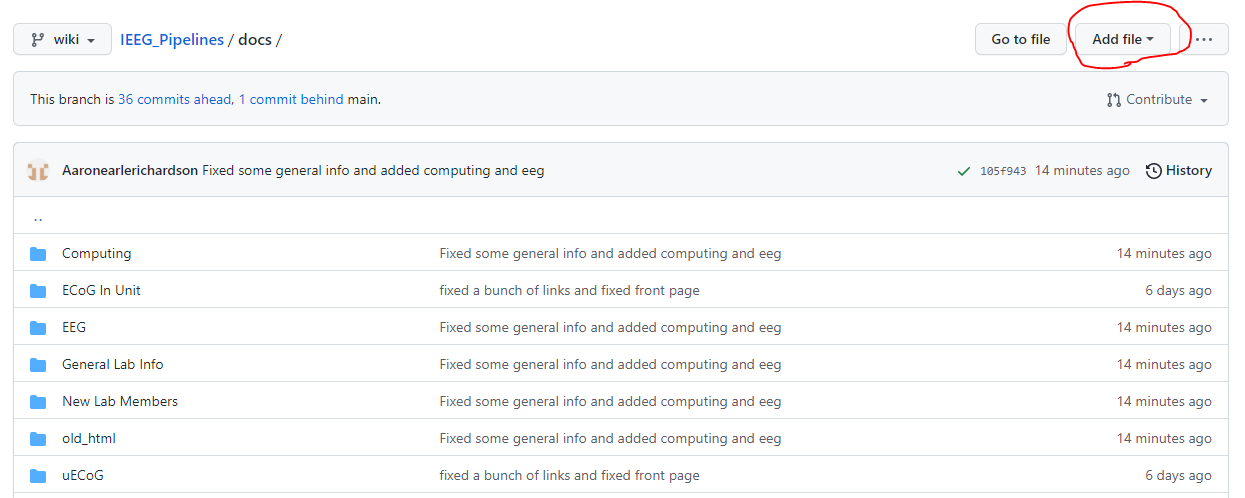 wiki IEEG_Pipelines / docs / Go to file Add file ...
This branch is 36 commits ahead, 1 commit behind main. Contribute
Aaronearlerichardson Fixed some general info and added computing and eeg 105f943 14 minutes ago History
..
Computing Fixed some general info and added computing and eeg 14 minutes ago
ECoG In Unit fixed a bunch of links and fixed front page 6 days ago
EEG Fixed some general info and added computing and eeg 14 minutes ago
General Lab Info Fixed some general info and added computing and eeg 14 minutes ago
New Lab Members Fixed some general info and added computing and eeg 14 minutes ago
old_html Fixed some general info and added computing and eeg 14 minutes ago
uECoG fixed a bunch of links and fixed front page 6 days ago